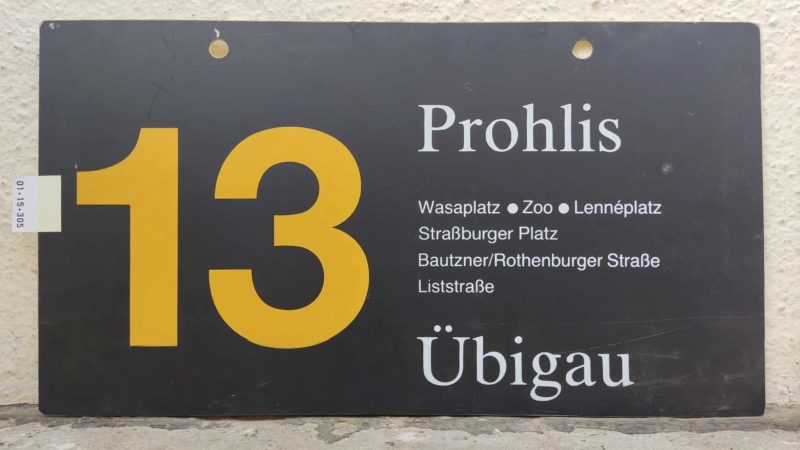 01-15-305
13
Prohlis
Wasaplatz ● Zoo ● Lennéplatz
Straßburger Platz
Bautzner/Rothenburger Straße
Liststraße
Übigau